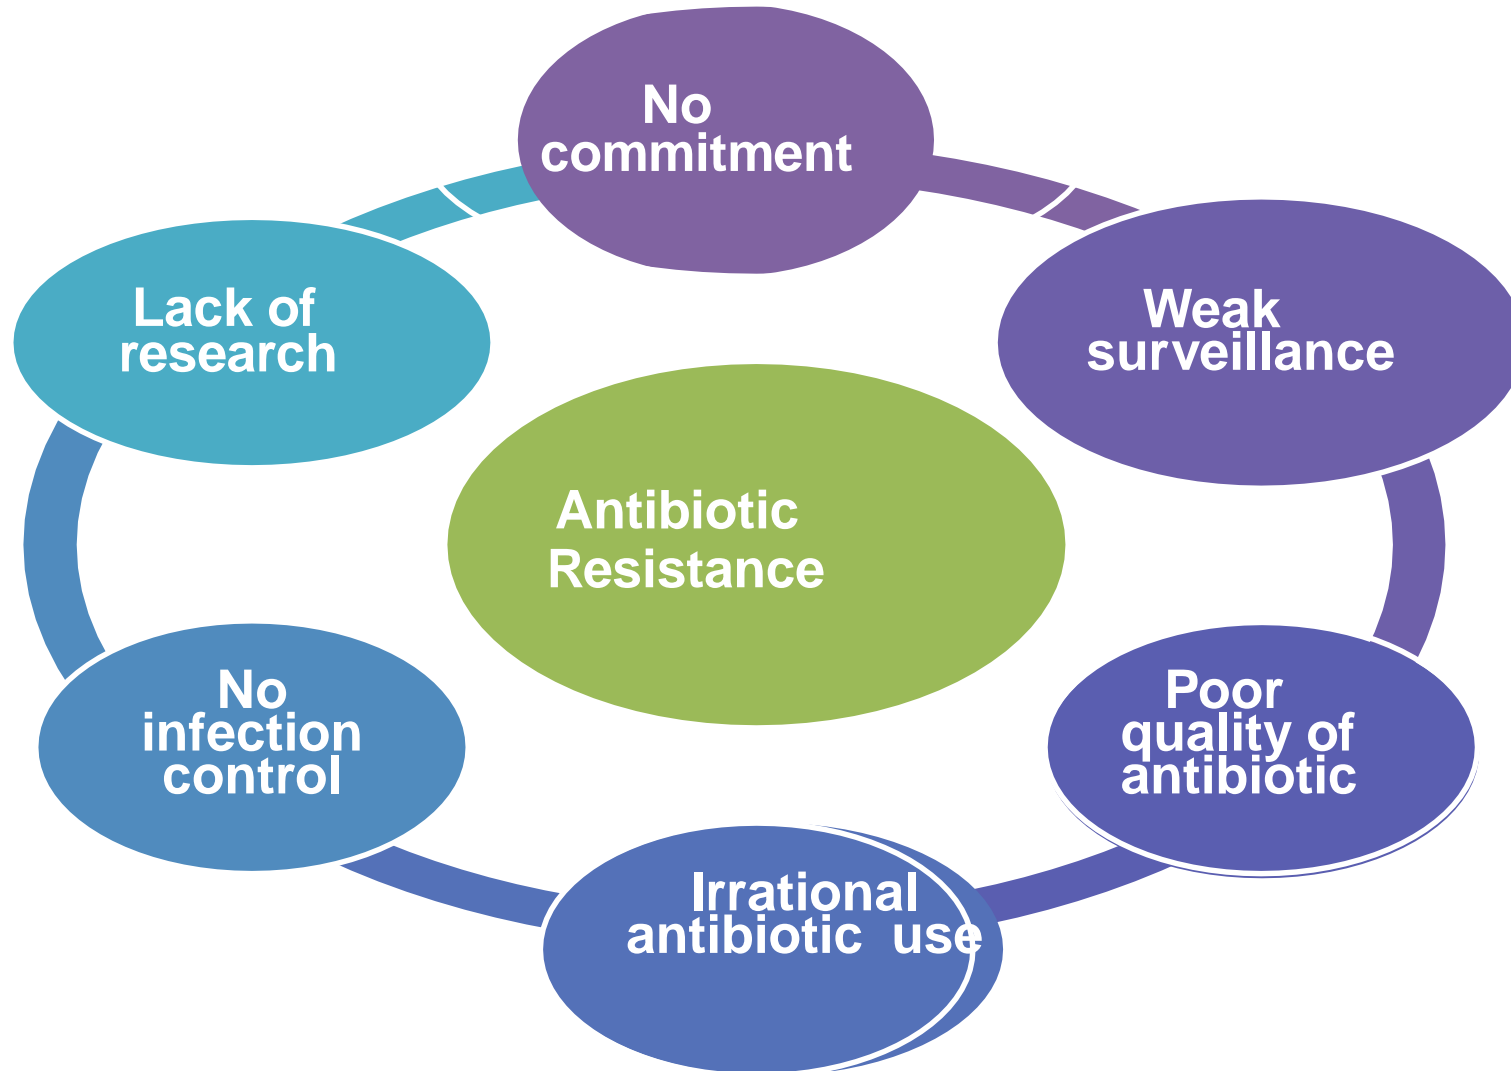 No
commitment
Weak
surveillance
Lack of
research
Antibiotic
Resistance
No
infection
control
Poor
quality of
antibiotic
Irrational
antibiotic use